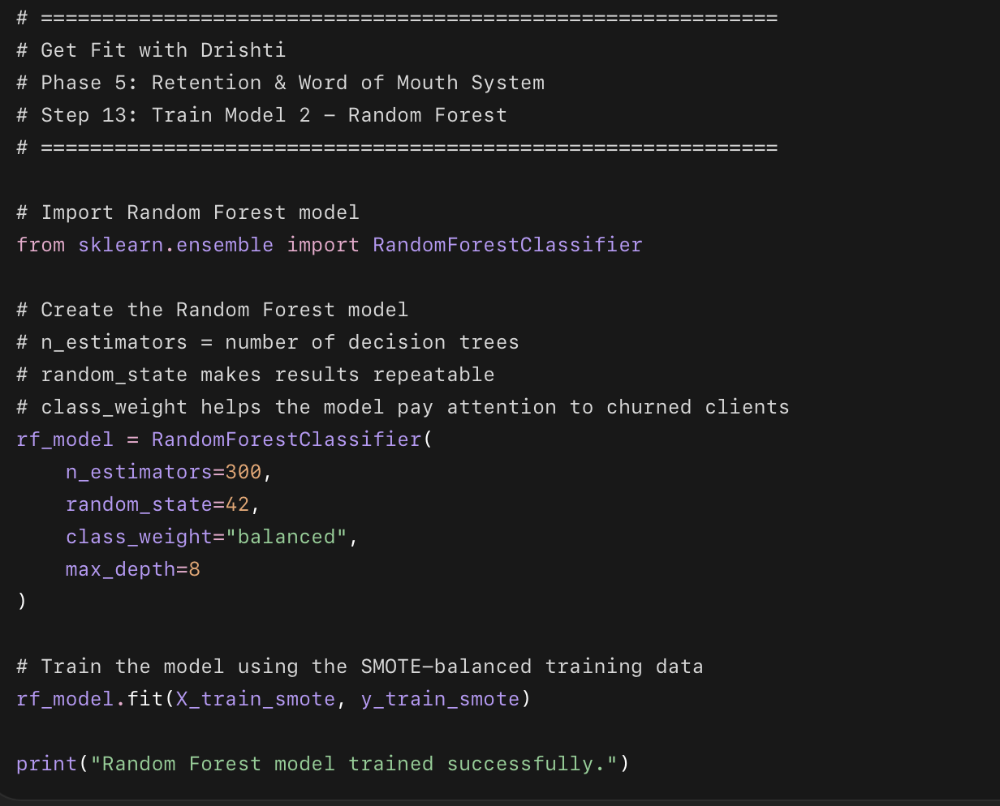 # ============================================================
# Get Fit with Drishti
# Phase 5: Retention & Word of Mouth System
# Step 13: Train Model 2 – Random Forest
# ============================================================
# Import Random Forest model
from sklearn.ensemble import RandomForestClassifier
# Create the Random Forest model
# n_estimators = number of decision trees
# random_state makes results repeatable
# class_weight helps the model pay attention to churned clients
rf_model = RandomForestClassifier(
    n_estimators=300,
    random_state=42,
    class_weight="balanced",
    max_depth=8
)
# Train the model using the SMOTE–balanced training data
rf_model.fit(X_train_smote, y_train_smote)
print("Random Forest model trained successfully.")